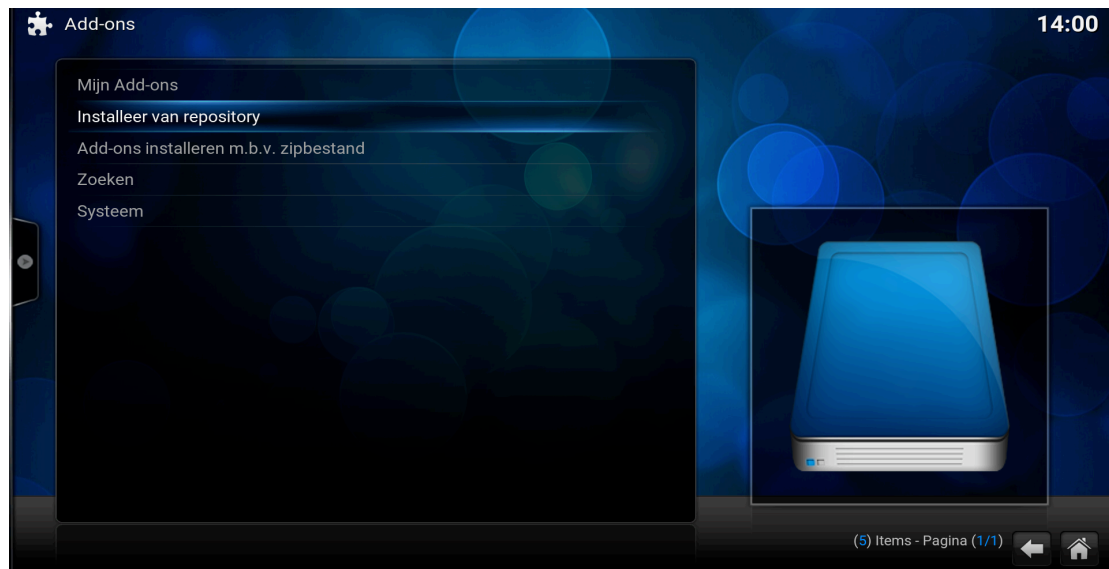 Add-ons
14:00
Mijn Add-ons
Installeer van repository
Add-ons installeren m.b.v. zipbestand
Zoeken
Systeem
(5) Items - Pagina (1/1)